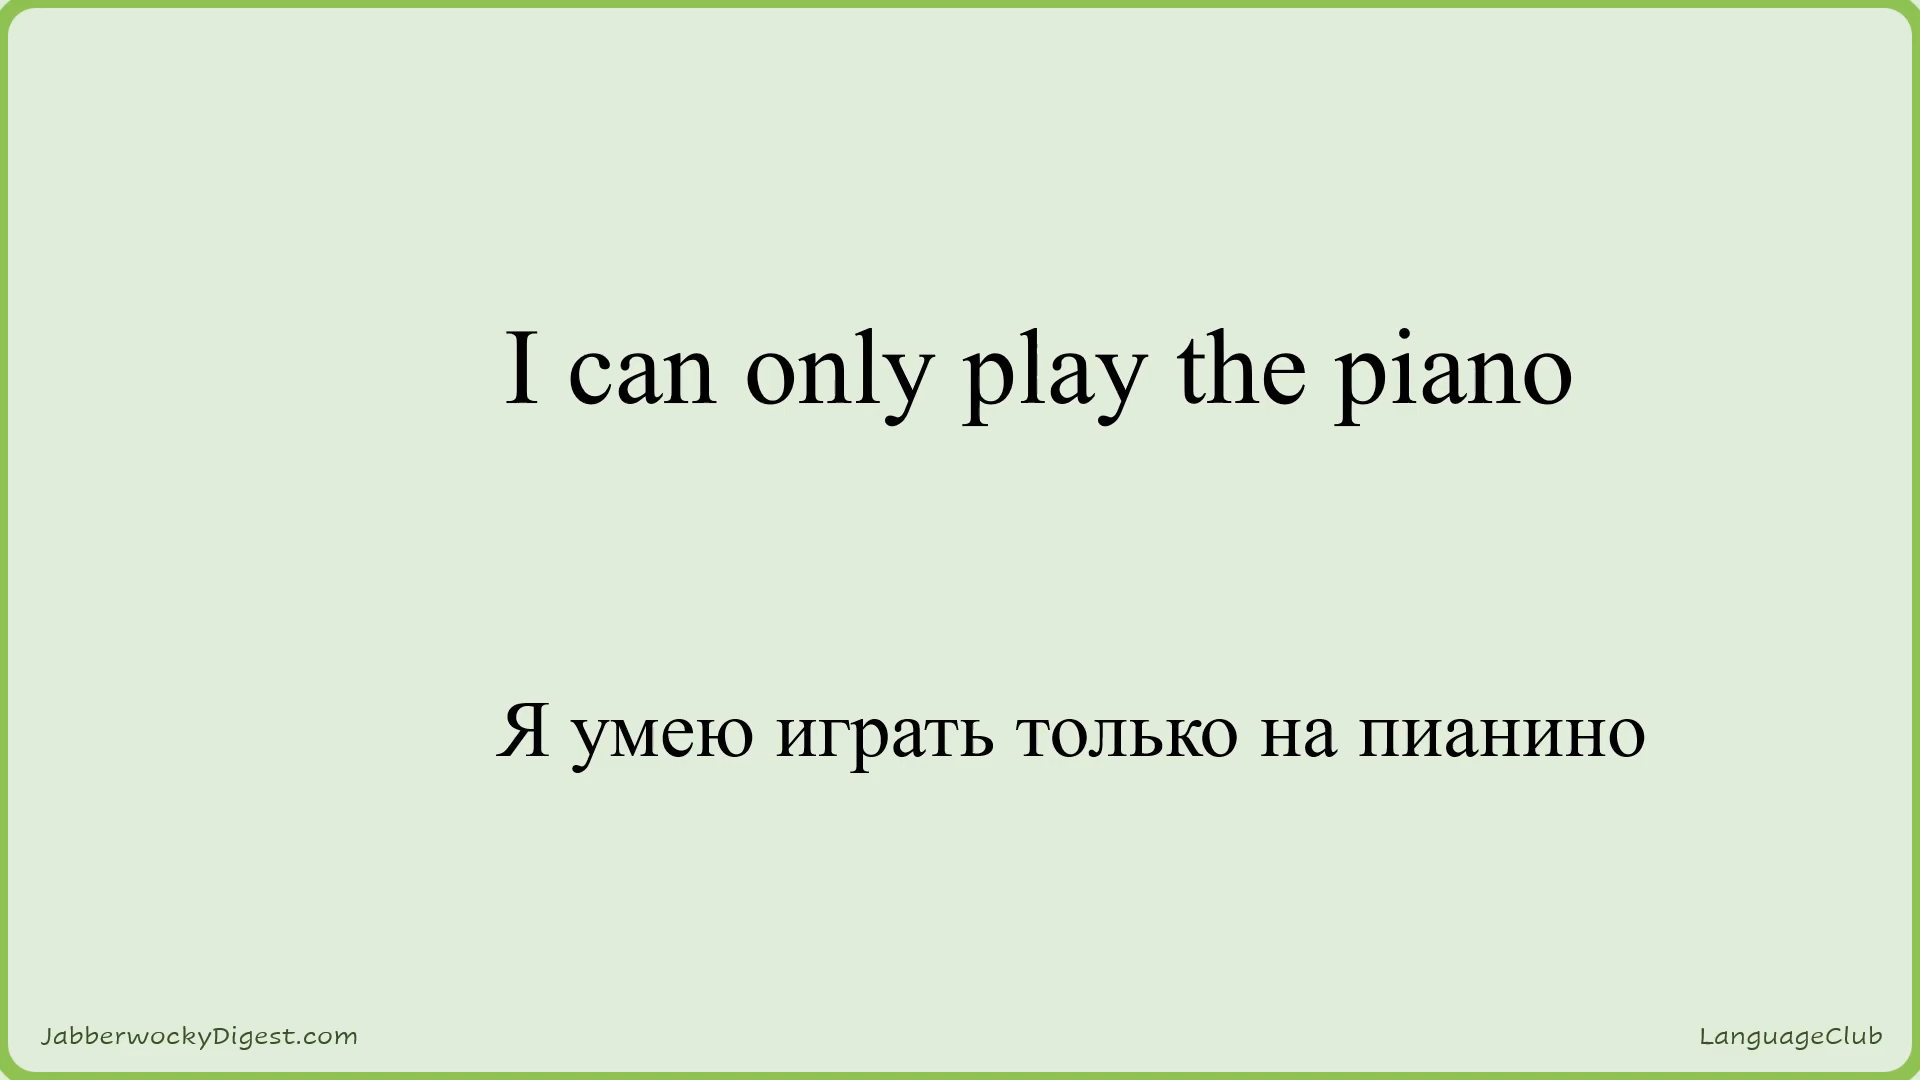 I can only play the piano
Я умею играть только на пианино
JabberwockyDigest.com
LanguageClub